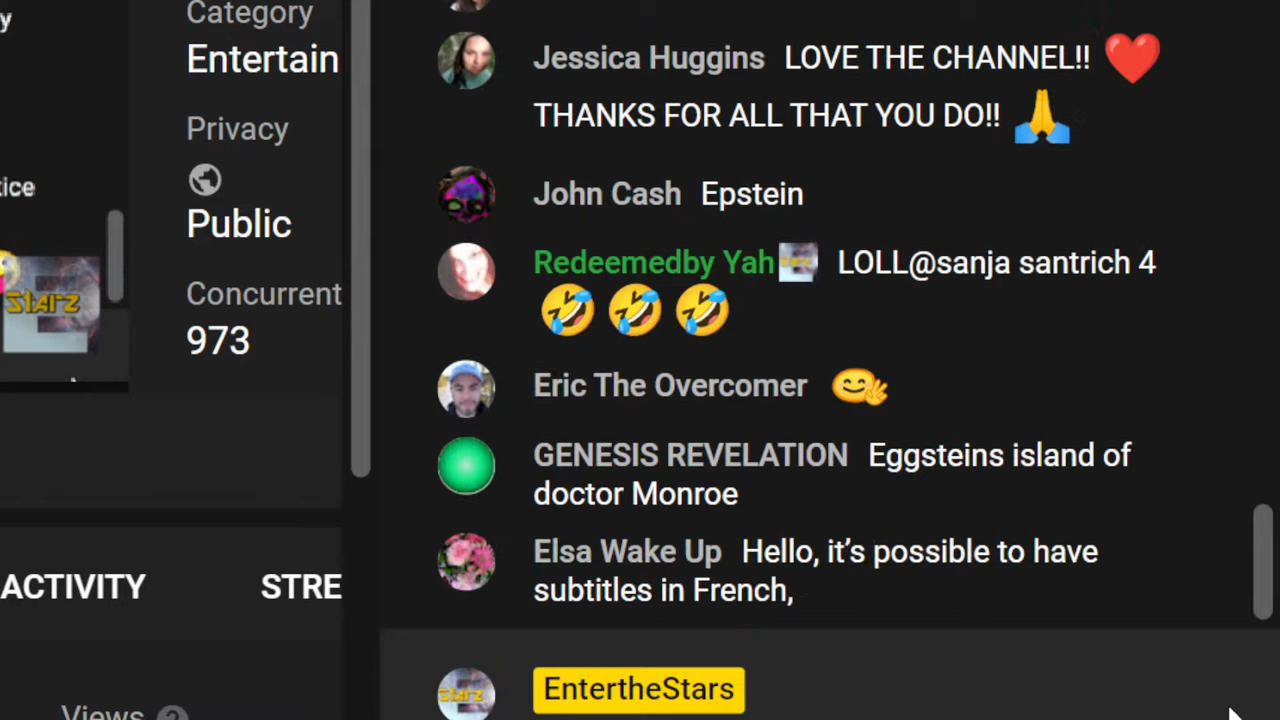 Category
Entertain
Privacy
tice
Public
Starz
Concurrent
973
ACTIVITY STRE
Views
Jessica Huggins LOVE THE CHANNEL!! ❤️
THANKS FOR ALL THAT YOU DO!! 🙏
John Cash Epstein
Redeemedby Yah LOLL@sanja santrich 4
🤣 🤣 🤣
Eric The Overcomer
GENESIS REVELATION Eggsteins island of
doctor Monroe
Elsa Wake Up Hello, it’s possible to have
subtitles in French,
Starz
EntertheStars